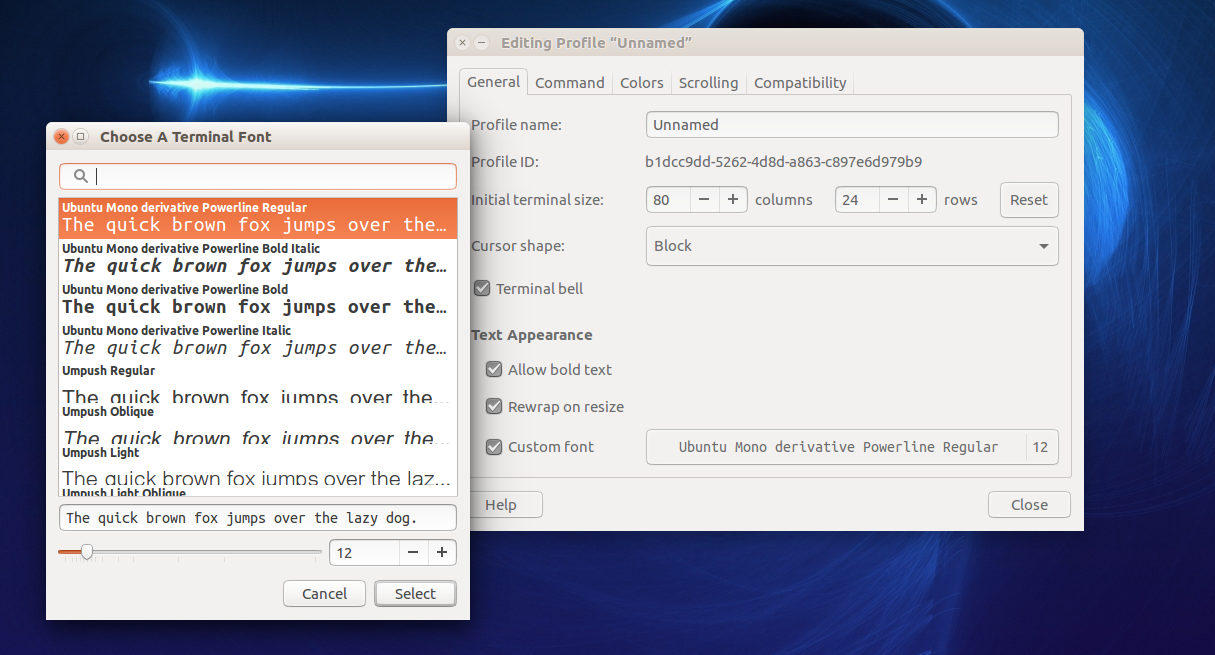 Editing Profile “Unnamed”
General Command Colors Scrolling Compatibility
Profile name: Unnamed
Profile ID: b1dcc9dd-5262-4d8d-a863-c897e6d979b9
Initial terminal size: 80 columns 24 rows Reset
Cursor shape: Block
Terminal bell
Text Appearance
Allow bold text
Rewrap on resize
Custom font Ubuntu Mono derivative Powerline Regular 12
Help Close
Choose A Terminal Font
Ubuntu Mono derivative Powerline Regular
The quick brown fox jumps over the…
Ubuntu Mono derivative Powerline Bold Italic
The quick brown fox jumps over the…
Ubuntu Mono derivative Powerline Bold
The quick brown fox jumps over the…
Ubuntu Mono derivative Powerline Italic
The quick brown fox jumps over the…
Umpush Regular
The quick brown fox jumps over the…
Umpush Oblique
The quick brown fox jumps over the…
Umpush Light
The quick brown fox jumps over the laz…
Umpush Light Oblique
The quick brown fox jumps over the lazy dog.
12
Cancel Select